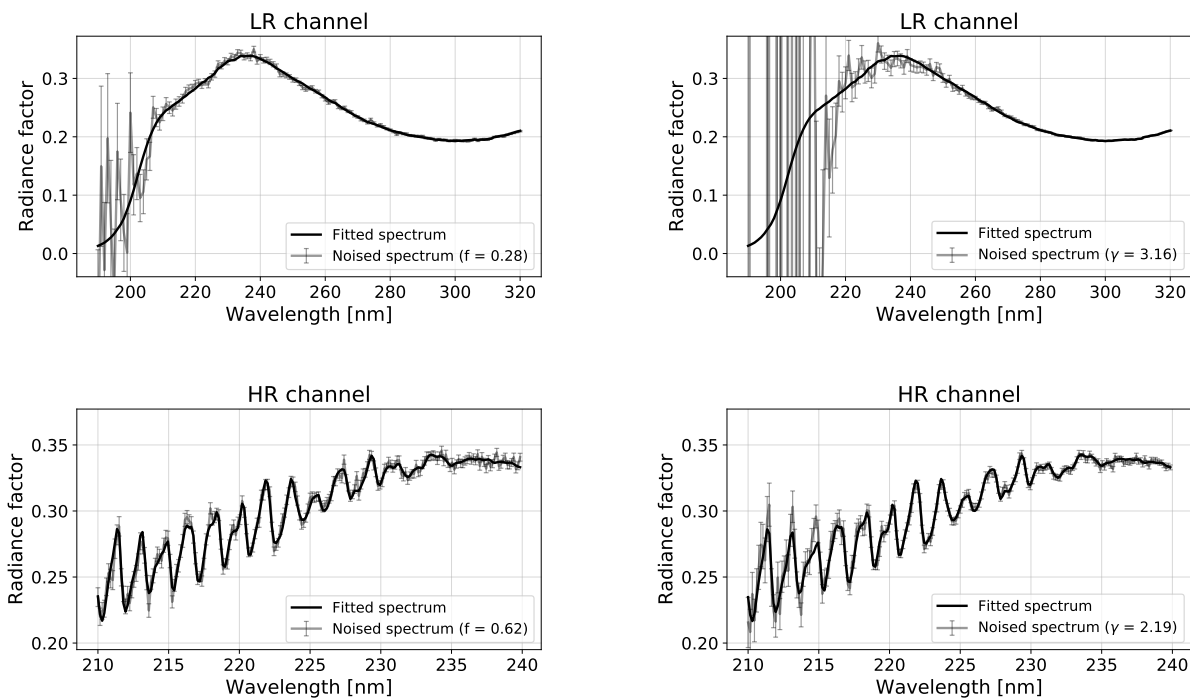 LR channel
Radiance factor
0.3
0.2
0.1
0.0
Fitted spectrum
Noised spectrum (f = 0.28)
200 220 240 260 280 300 320
Wavelength [nm]
LR channel
Radiance factor
0.3
0.2
0.1
0.0
Fitted spectrum
Noised spectrum (γ = 3.16)
200 220 240 260 280 300 320
Wavelength [nm]
HR channel
Radiance factor
0.35
0.30
0.25
0.20
Fitted spectrum
Noised spectrum (f = 0.62)
210 215 220 225 230 235 240
Wavelength [nm]
HR channel
Radiance factor
0.35
0.30
0.25
0.20
Fitted spectrum
Noised spectrum (γ = 2.19)
210 215 220 225 230 235 240
Wavelength [nm]